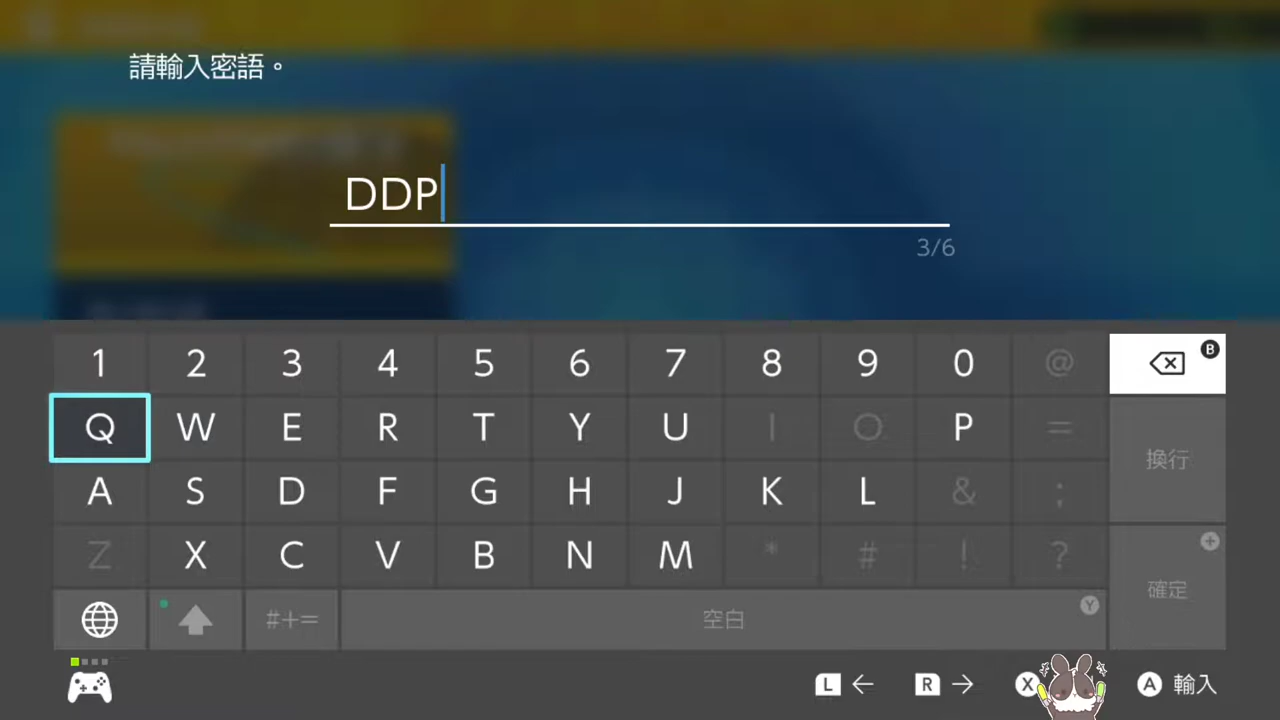 請輸入密語。
DDP
3/6
1 2 3 4 5 6 7 8 9 0 @
B
Q W E R T Y U I O P =
換行
A S D F G H J K L & ;
Z X C V B N M * # ! ?
+
確定
#+= 空白 Y
L ← R → X A 輸入